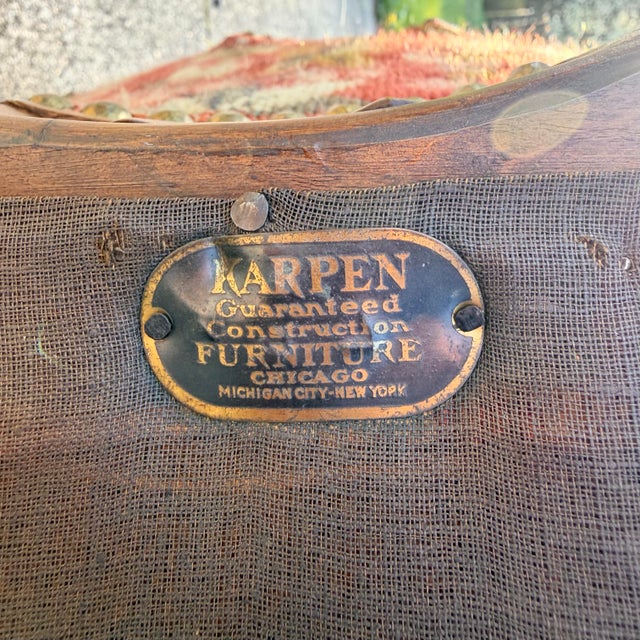 KARPEN
Guaranteed
Construction
FURNITURE
CHICAGO
MICHIGAN CITY-NEW YORK